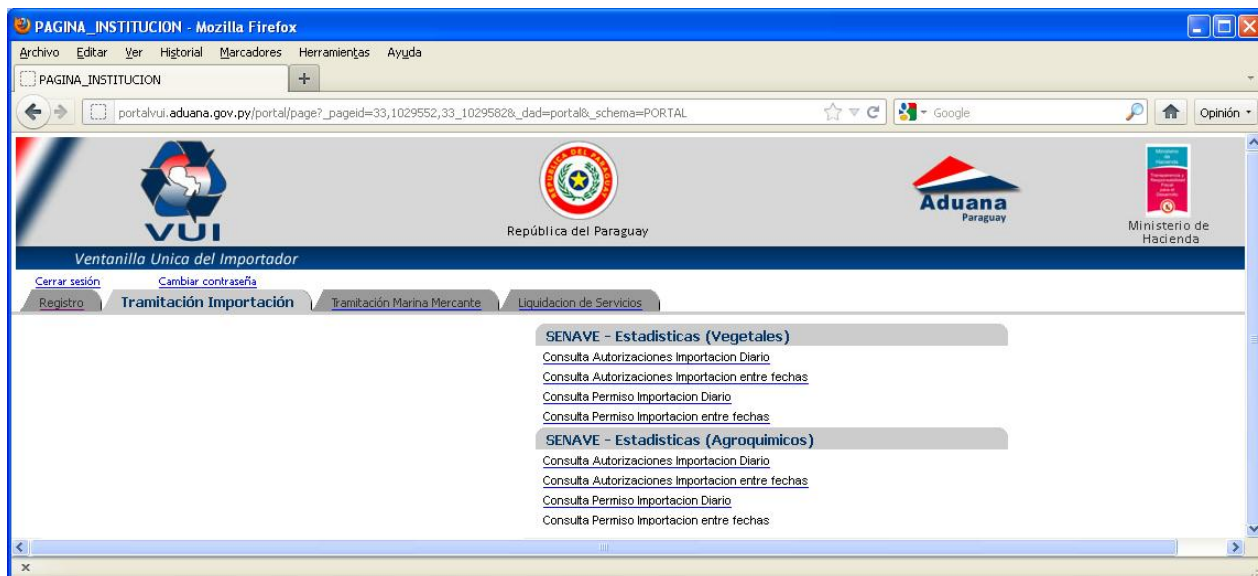 PAGINA_INSTITUCION - Mozilla Firefox
Archivo Editar Ver Historial Marcadores Herramientas Ayuda
PAGINA_INSTITUCION
portalvui.aduana.gov.py/portal/page?_pageid=33,1029552,33_1029582&_dad=portal&_schema=PORTAL
Google
Opinión
REPUBLICA DEL PARAGUAY
VUI
República del Paraguay
Aduana
Paraguay
Ministerio de
Hacienda
Ventanilla Unica del Importador
Cerrar sesión Cambiar contraseña
Registro Tramitación Importación Tramitación Marina Mercante Liquidacion de Servicios
SENAVE - Estadisticas (Vegetales)
Consulta Autorizaciones Importacion Diario
Consulta Autorizaciones Importacion entre fechas
Consulta Permiso Importacion Diario
Consulta Permiso Importacion entre fechas
SENAVE - Estadisticas (Agroquimicos)
Consulta Autorizaciones Importacion Diario
Consulta Autorizaciones Importacion entre fechas
Consulta Permiso Importacion Diario
Consulta Permiso Importacion entre fechas